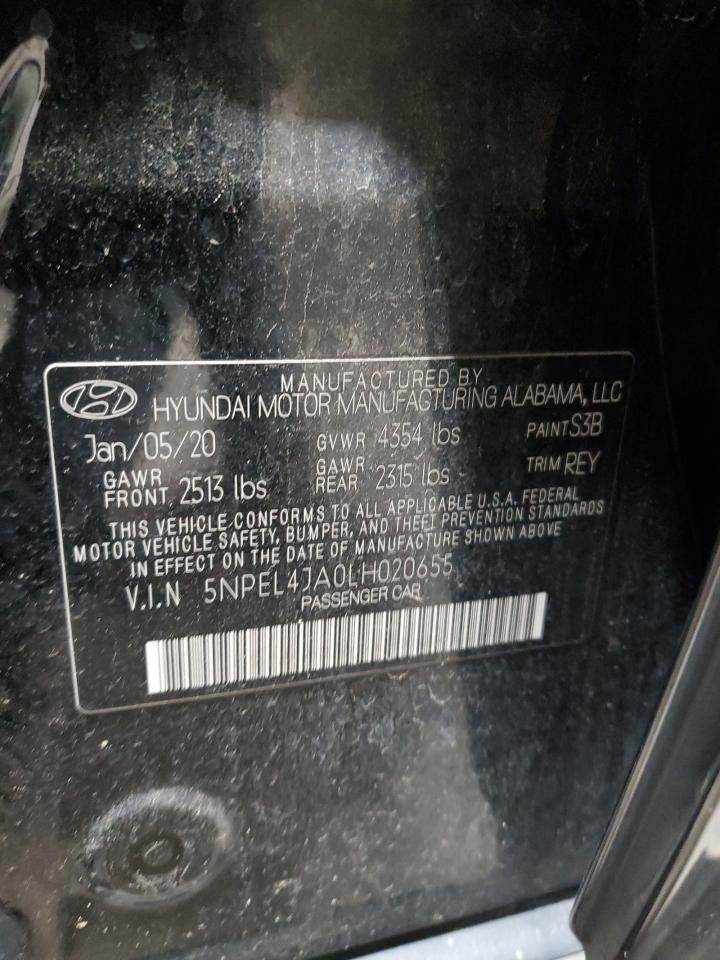 MANUFACTURED BY
HYUNDAI MOTOR MANUFACTURING ALABAMA, LLC
Jan/05/20 GVWR 4354 lbs PAINT S3B
GAWR FRONT 2513 lbs GAWR REAR 2315 lbs TRIM REY
THIS VEHICLE CONFORMS TO ALL APPLICABLE U.S.A. FEDERAL
MOTOR VEHICLE SAFETY, BUMPER, AND THEFT PREVENTION STANDARDS
IN EFFECT ON THE DATE OF MANUFACTURE SHOWN ABOVE
V.I.N 5NPEL4JA0LH020655
PASSENGER CAR